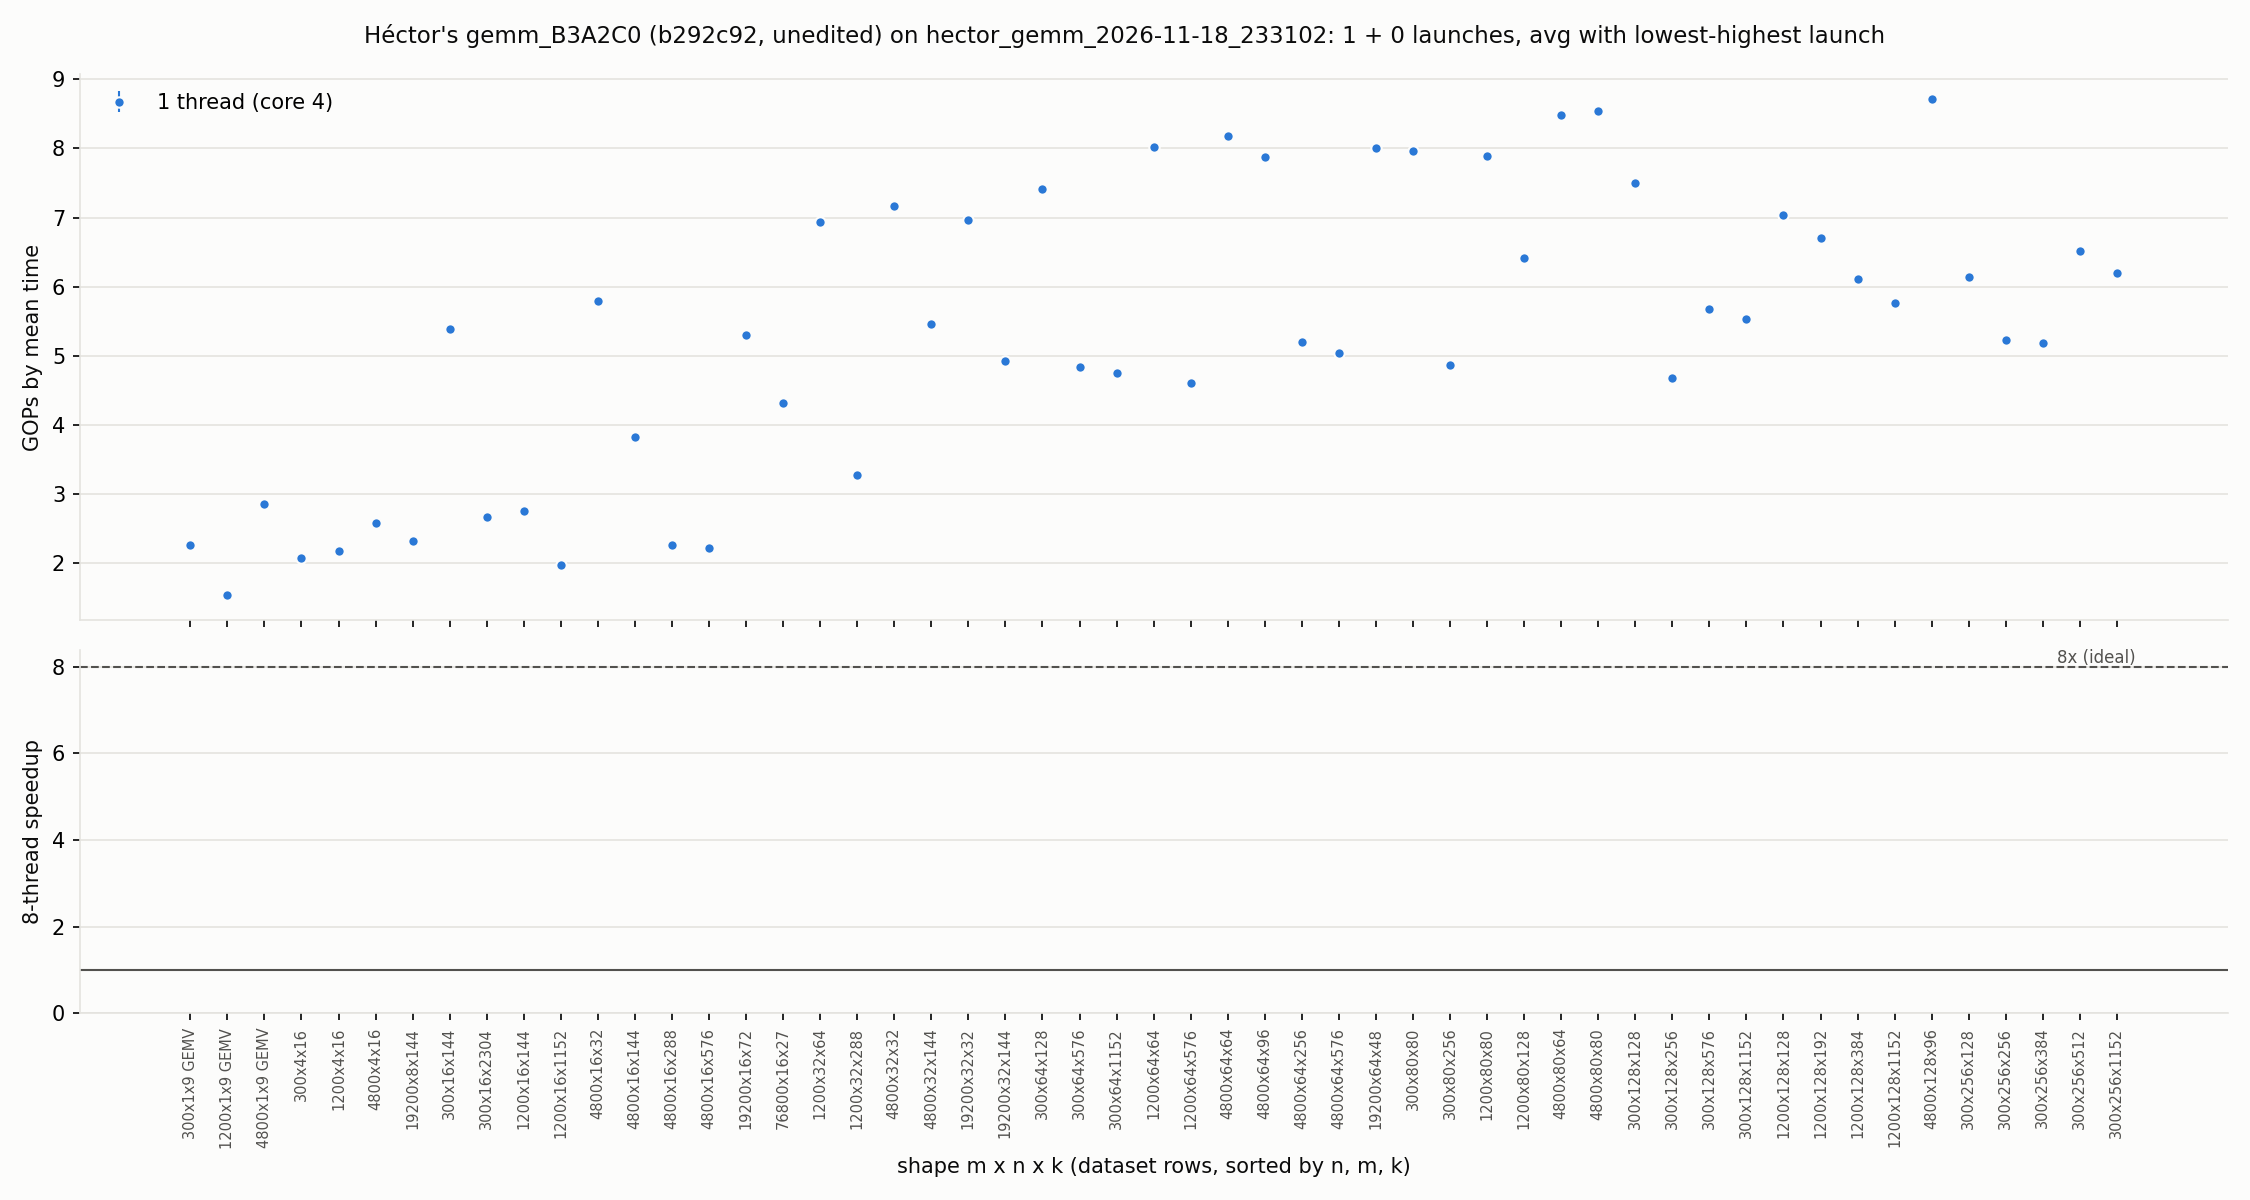 Héctor's gemm_B3A2C0 (b292c92, unedited) on hector_gemm_2026-11-18_233102: 1 + 0 launches, avg with lowest-highest launch
GOPs by mean time
9
8
7
6
5
4
3
2
1 thread (core 4)
8-thread speedup
8
6
4
2
0
8x (ideal)
300x1x9 GEMV
1200x1x9 GEMV
4800x1x9 GEMV
300x4x16
1200x4x16
4800x4x16
19200x8x144
300x16x144
300x16x2304
1200x16x144
1200x16x1152
4800x16x32
4800x16x144
4800x16x288
4800x16x576
19200x16x72
76800x16x27
1200x32x64
1200x32x288
4800x32x32
4800x32x144
19200x32x32
19200x32x144
300x64x128
300x64x576
300x64x1152
1200x64x64
1200x64x576
4800x64x64
4800x64x96
4800x64x256
4800x64x576
19200x64x48
300x80x80
300x80x256
1200x80x80
1200x80x128
4800x80x64
4800x80x80
300x128x128
300x128x256
300x128x576
300x128x1152
1200x128x128
1200x128x192
1200x128x384
1200x128x1152
4800x128x96
300x256x128
300x256x256
300x256x384
300x256x512
300x256x1152
shape m x n x k (dataset rows, sorted by n, m, k)